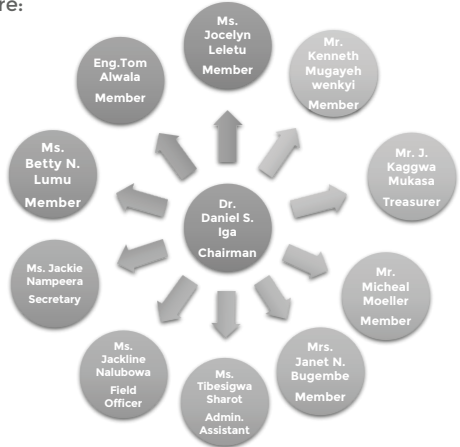 re:
Ms.
Jocelyn
Leletu
Member
Mr.
Kenneth
Mugayeh
wenkyi
Member
Mr. J.
Kaggwa
Mukasa
Treasurer
Mr.
Micheal
Moeller
Member
Mrs.
Janet N.
Bugembe
Member
Ms.
Tibesigwa
Sharot
Admin.
Assistant
Ms.
Jackline
Nalubowa
Field
Officer
Ms. Jackie
Nampeera
Secretary
Ms.
Betty N.
Lumu
Member
Eng.Tom
Alwala
Member
Dr.
Daniel S.
Iga
Chairman